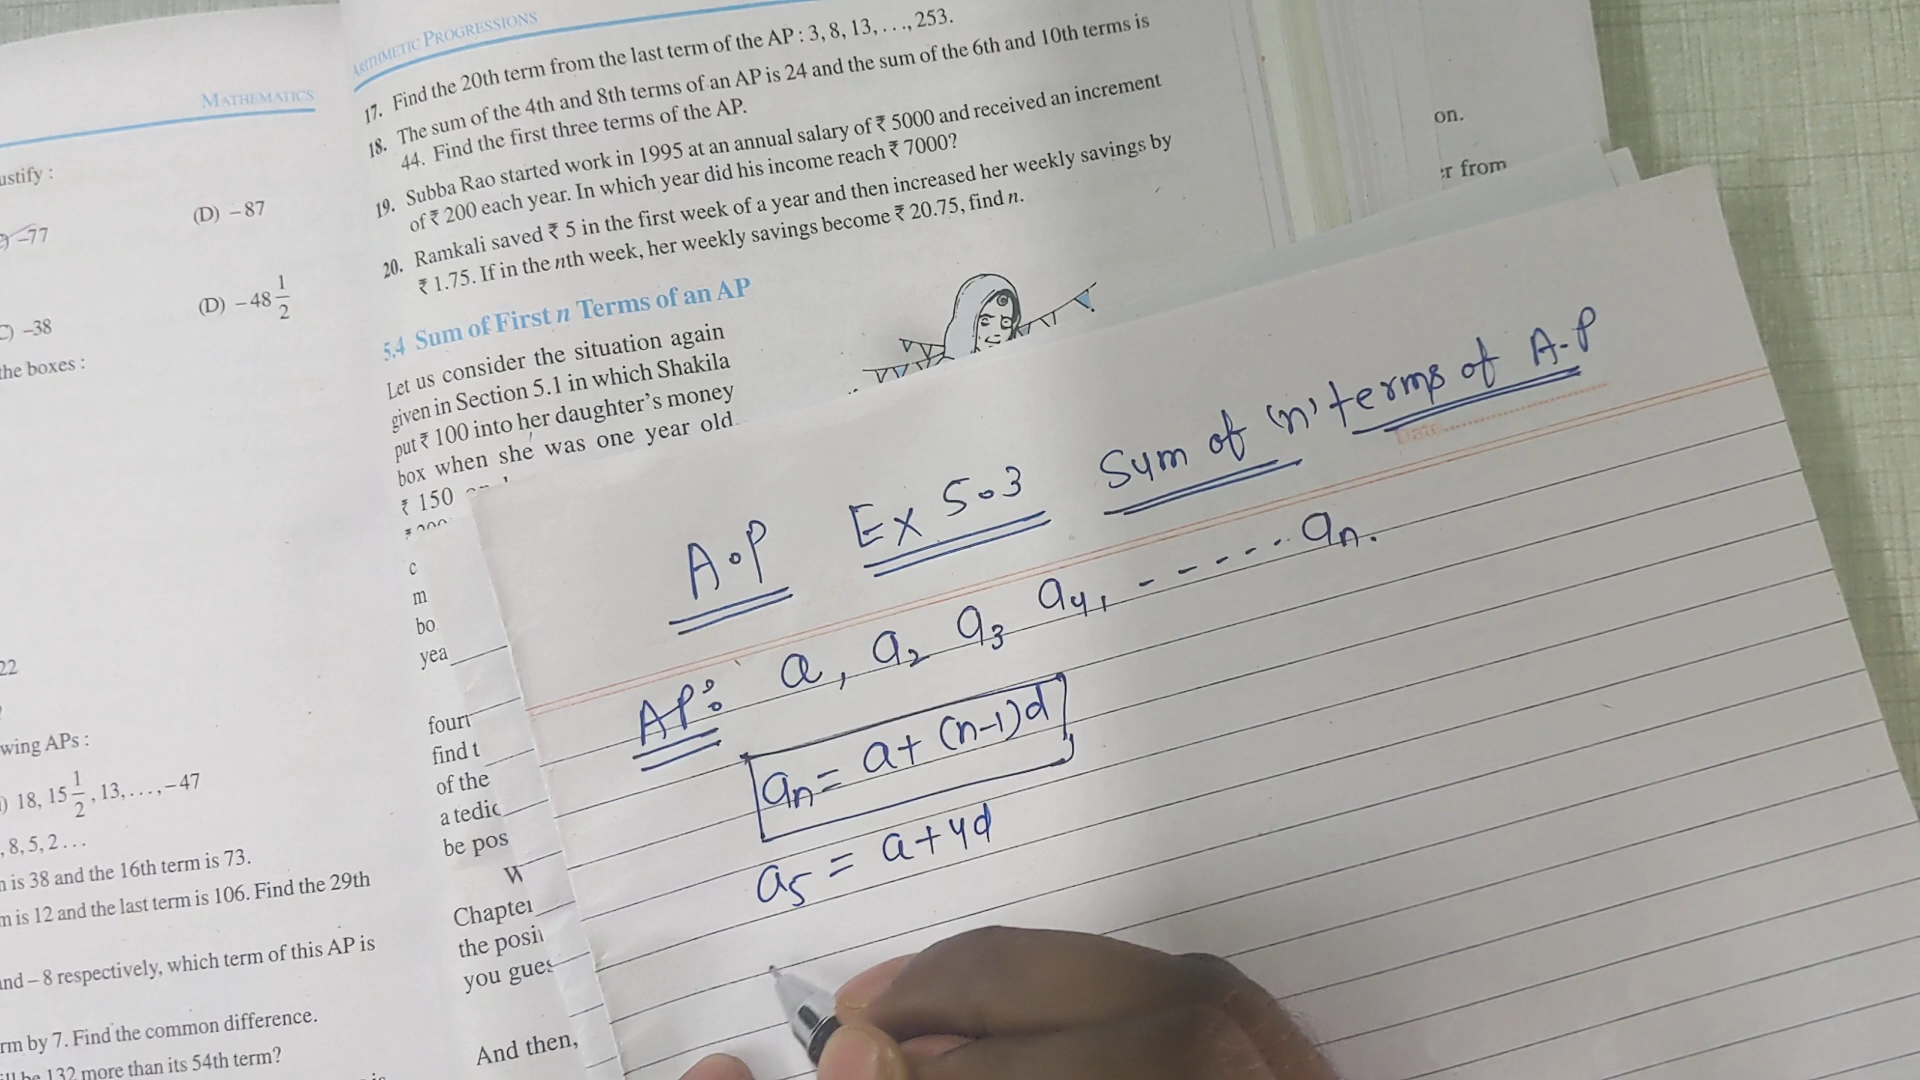 MATHEMATICS
ustify :
-77
(D) -87
-38
(D) -48 1/2
the boxes :
22
wing APs :
18, 15 1/2, 13, . . ., -47
, 8, 5, 2 . . .
is 38 and the 16th term is 73.
m is 12 and the last term is 106. Find the 29th
and - 8 respectively, which term of this AP is
rm by 7. Find the common difference.
132 more than its 54th term?
ARITHMETIC PROGRESSIONS
17. Find the 20th term from the last term of the AP : 3, 8, 13, . . ., 253.
18. The sum of the 4th and 8th terms of an AP is 24 and the sum of the 6th and 10th terms is
44. Find the first three terms of the AP.
19. Subba Rao started work in 1995 at an annual salary of ₹ 5000 and received an increment
of ₹ 200 each year. In which year did his income reach ₹ 7000?
20. Ramkali saved ₹ 5 in the first week of a year and then increased her weekly savings by
₹ 1.75. If in the nth week, her weekly savings become ₹ 20.75, find n.
5.4 Sum of First n Terms of an AP
Let us consider the situation again
given in Section 5.1 in which Shakila
put ₹ 100 into her daughter's money
box when she was one year old
₹ 150
c
m
bo
yea
four
find t
of the
a tedic
be pos
W
Chapter
the posi
you gues
And then,
on.
er from
A.P Ex 5.3 Sum of 'n' terms of A.P
Date
AP: a, a2 a3 a4, ------ an.
an = a + (n-1)d
a5 = a+4d